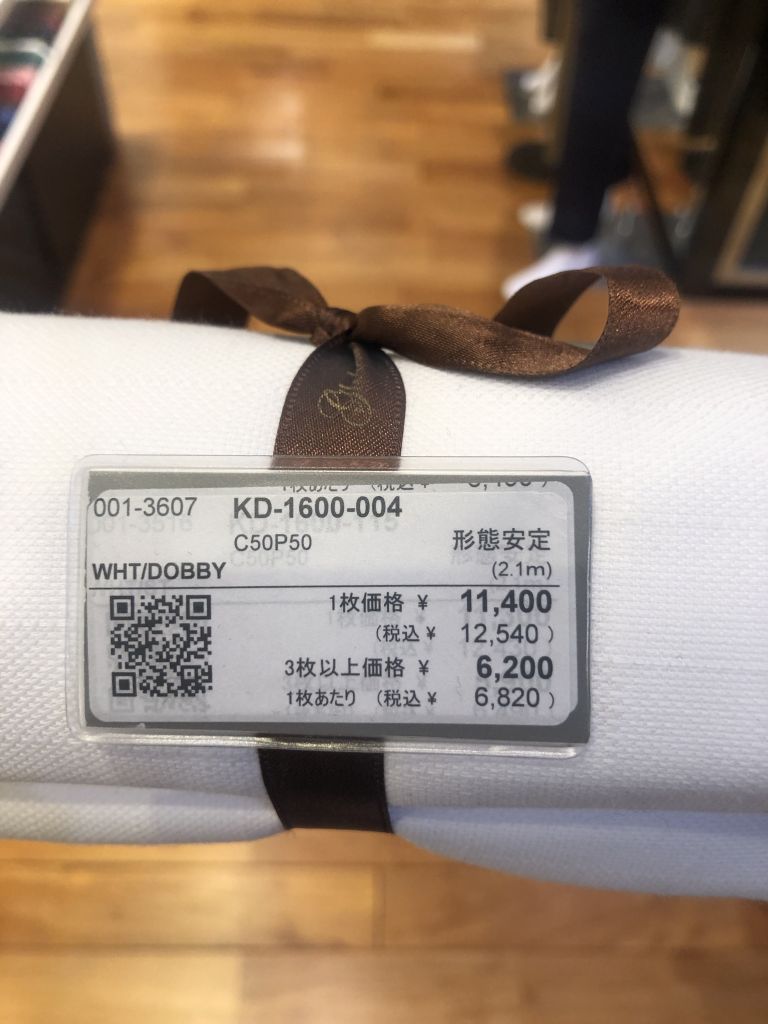 001-3607 KD-1600-004
C50P50 形態安定
WHT/DOBBY (2.1m)
1枚価格 ¥ 11,400
(税込 ¥ 12,540 )
3枚以上価格 ¥ 6,200
1枚あたり (税込 ¥ 6,820 )